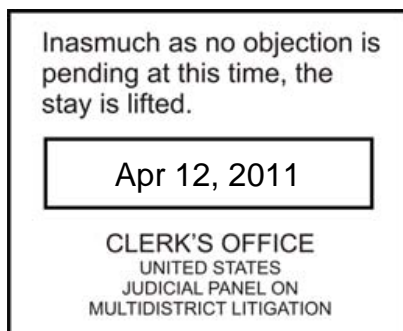 Inasmuch as no objection is
pending at this time, the
stay is lifted.
Apr 12, 2011
CLERK'S OFFICE
UNITED STATES
JUDICIAL PANEL ON
MULTIDISTRICT LITIGATION